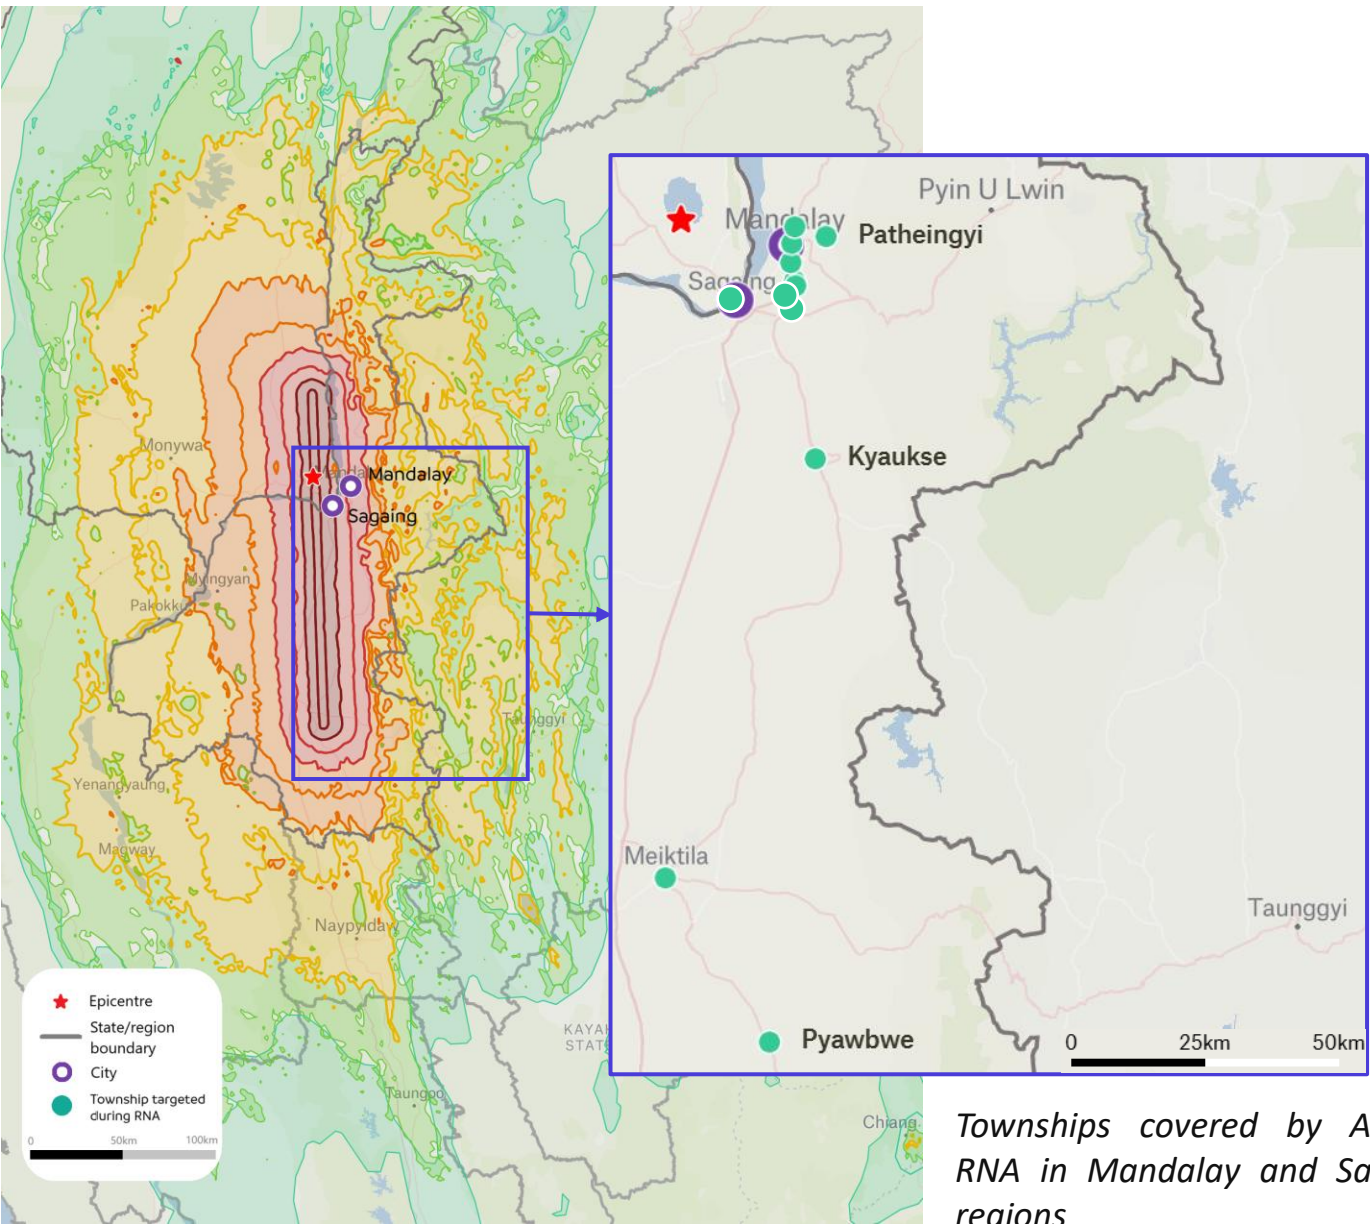 Monywa
Mandalay
Sagaing
Myingyan
Pakokku
Taunggyi
Yenangyaung
Magway
Naypyidaw
KAYAH
STATE
Taungoo
Chiang
Epicentre
State/region
boundary
City
Township targeted
during RNA
0 50km 100km
Pyin U Lwin
Mandalay
Patheingyi
Sagaing
Kyaukse
Meiktila
Taunggyi
Pyawbwe
0 25km 50km
Townships covered by A
RNA in Mandalay and Sa
regions